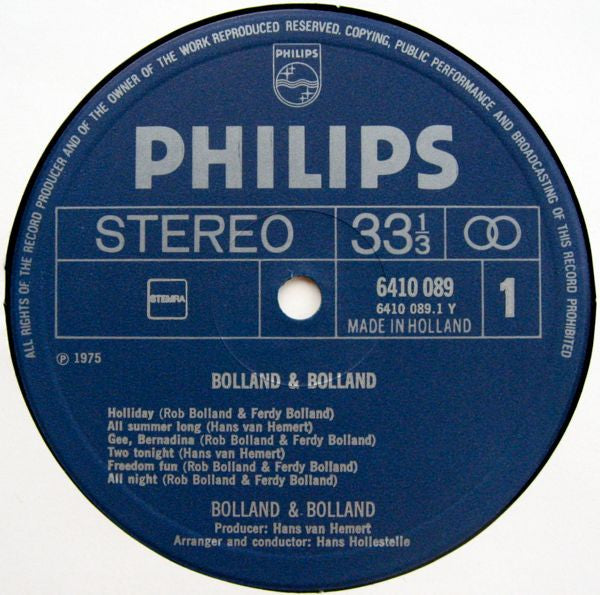 ALL RIGHTS OF THE RECORD PRODUCER AND OF THE OWNER OF THE WORK REPRODUCED RESERVED. COPYING, PUBLIC PERFORMANCE AND BROADCASTING OF THIS RECORD PROHIBITED
PHILIPS
PHILIPS
STEREO 33 1/3
STEMRA 6410 089 1
6410 089.1 Y
MADE IN HOLLAND
Ⓟ 1975
BOLLAND & BOLLAND
Holliday (Rob Bolland & Ferdy Bolland)
All summer long (Hans van Hemert)
Gee, Bernadina (Rob Bolland & Ferdy Bolland)
Two tonight (Hans van Hemert)
Freedom fun (Rob Bolland & Ferdy Bolland)
All night (Rob Bolland & Ferdy Bolland)
BOLLAND & BOLLAND
Producer: Hans van Hemert
Arranger and conductor: Hans Hollestelle